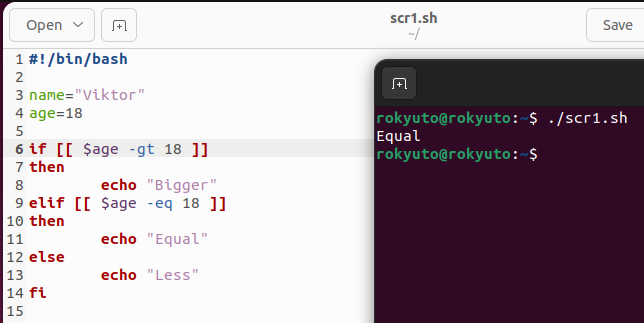 Open
scr1.sh
~/
Save
1 #!/bin/bash
2
3 name="Viktor"
4 age=18
5
6 if [[ $age -gt 18 ]]
7 then
8 echo "Bigger"
9 elif [[ $age -eq 18 ]]
10 then
11 echo "Equal"
12 else
13 echo "Less"
14 fi
15
rokyuto@rokyuto:~$ ./scr1.sh
Equal
rokyuto@rokyuto:~$